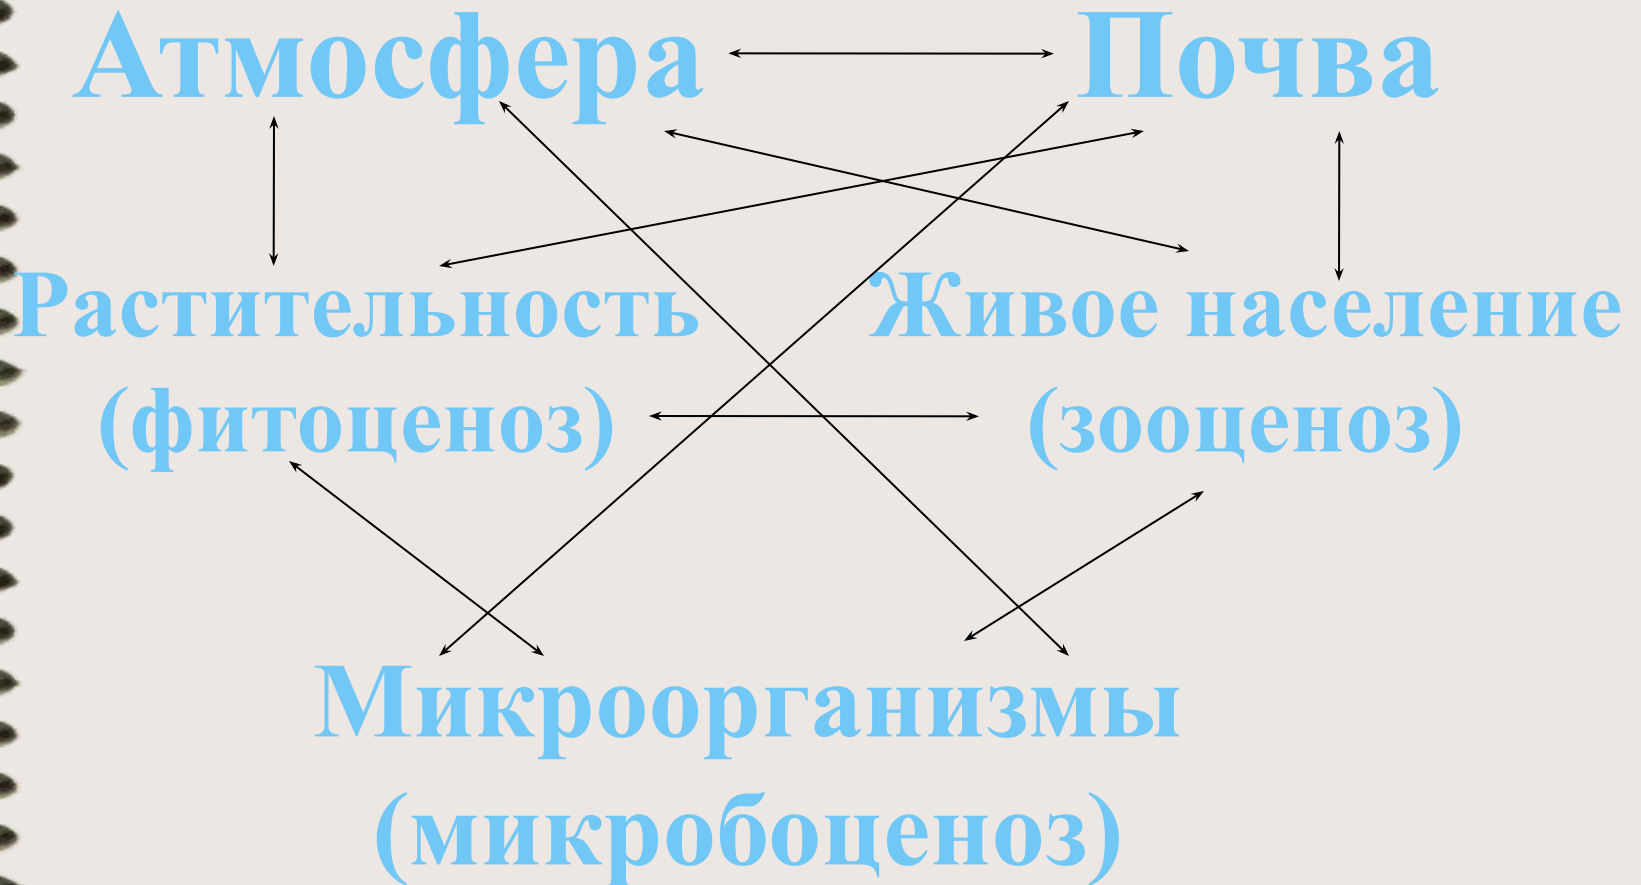 Атмосфера Почва
Растительность Живое население
(фитоценоз) (зооценоз)
Микроорганизмы
(микробоценоз)